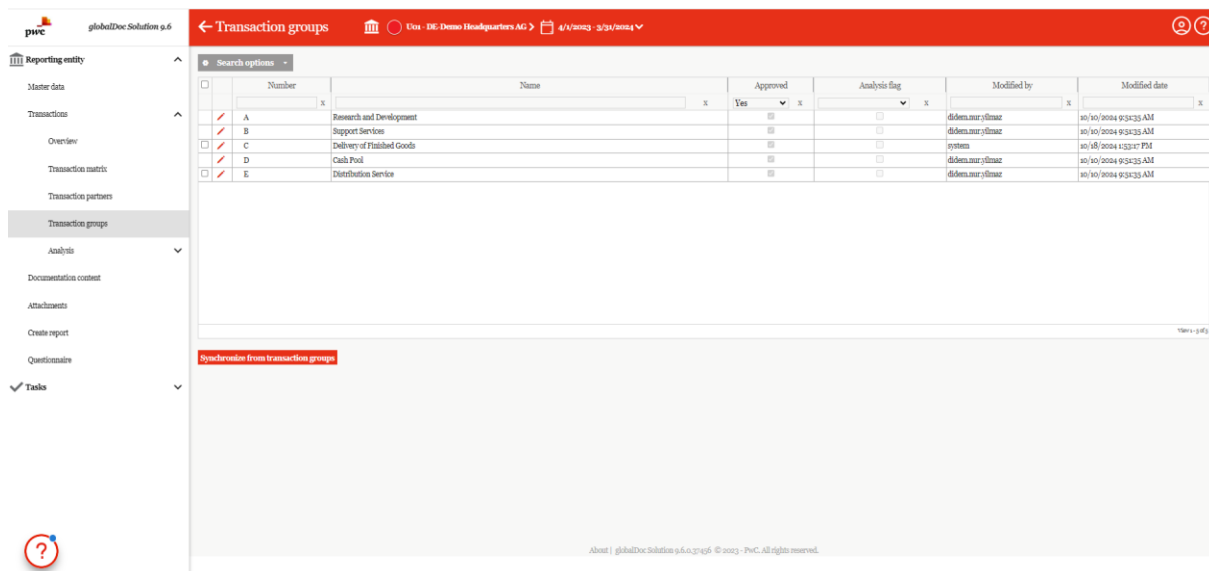 pwc
globalDoc Solution 9.6
Transaction groups
U01 - DE-Demo Headquarters AG
4/1/2023 - 3/31/2024
Reporting entity
Master data
Transactions
Overview
Transaction matrix
Transaction partners
Transaction groups
Analysis
Documentation content
Attachments
Create report
Questionnaire
Tasks
Search options
Number Name Approved Analysis flag Modified by Modified date
x x Yes x x x x
A Research and Development didem.nur.yilmaz 10/10/2024 9:51:35 AM
B Support Services didem.nur.yilmaz 10/10/2024 9:51:35 AM
C Delivery of Finished Goods system 10/18/2024 1:53:17 PM
D Cash Pool didem.nur.yilmaz 10/10/2024 9:51:35 AM
E Distribution Service didem.nur.yilmaz 10/10/2024 9:51:35 AM
View 1 - 5 of 5
Synchronize from transaction groups
About | globalDoc Solution 9.6.0.37456 © 2023 - PwC. All rights reserved.